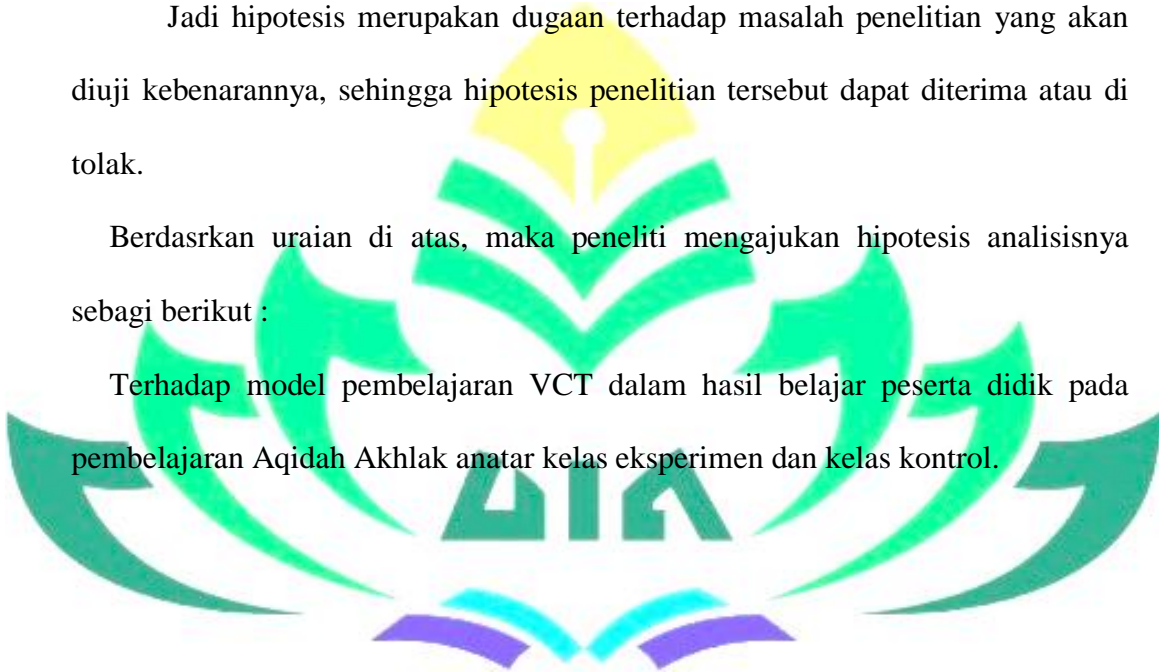 Jadi hipotesis merupakan dugaan terhadap masalah penelitian yang akan
diuji kebenarannya, sehingga hipotesis penelitian tersebut dapat diterima atau di
tolak.
Berdasrkan uraian di atas, maka peneliti mengajukan hipotesis analisisnya
sebagi berikut :
Terhadap model pembelajaran VCT dalam hasil belajar peserta didik pada
pembelajaran Aqidah Akhlak anatar kelas eksperimen dan kelas kontrol.